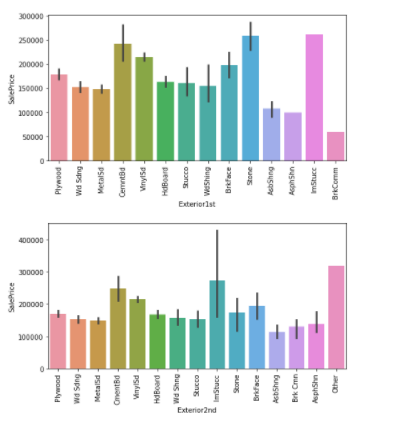 300000
250000
200000
150000
100000
50000
0
SalePrice
Plywood
Wd Sdng
MetalSd
CemntBd
VinylSd
HdBoard
Stucco
WdShing
BrkFace
Stone
AsbShng
AsphShn
ImStucc
BrkComm
Exterior1st
400000
300000
200000
100000
0
SalePrice
Plywood
Wd Sdng
MetalSd
CmentBd
VinylSd
HdBoard
Wd Shng
Stucco
ImStucc
Stone
BrkFace
AsbShng
Brk Cmn
AsphShn
Other
Exterior2nd